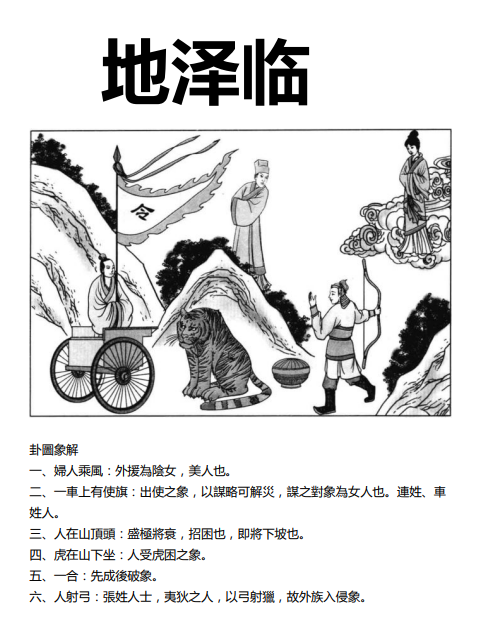 地泽临
令
卦圖象解
一、婦人乘風：外援為陰女，美人也。
二、一車上有使旗：出使之象，以謀略可解災，謀之對象為女人也。連姓、車
姓人。
三、人在山頂頭：盛極將衰，招困也，即將下坡也。
四、虎在山下坐：人受虎困之象。
五、一合：先成後破象。
六、人射弓：張姓人士，夷狄之人，以弓射獵，故外族入侵象。